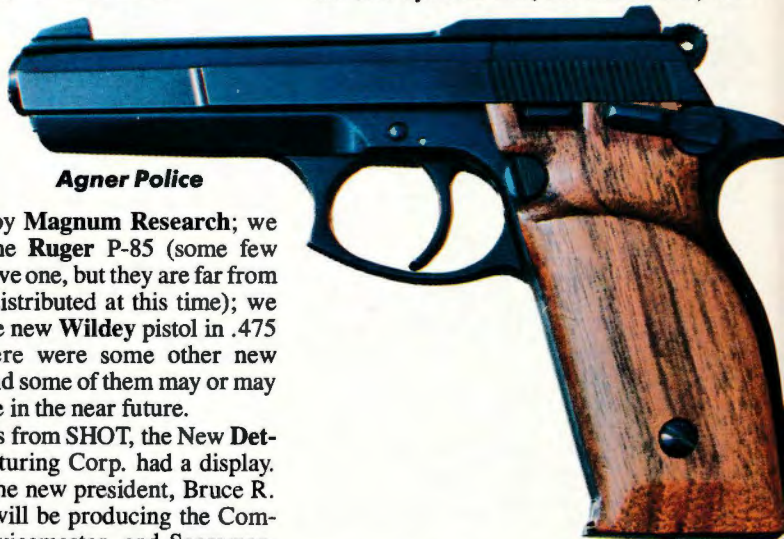 Agner Police
by Magnum Research; we
ne Ruger P-85 (some few
ve one, but they are far from
istributed at this time); we
e new Wildey pistol in .475
ere were some other new
nd some of them may or may
e in the near future.
s from SHOT, the New Det-
turing Corp. had a display.
ne new president, Bruce R.
will be producing the Com-